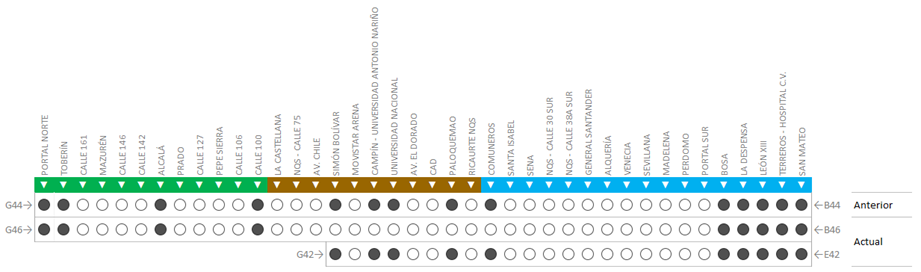 PORTAL NORTE
TOBERÍN
CALLE 161
MAZURÉN
CALLE 146
CALLE 142
ALCALÁ
PRADO
CALLE 127
PEPE SIERRA
CALLE 106
CALLE 100
LA CASTELLANA
NQS - CALLE 75
AV. CHILE
SIMÓN BOLÍVAR
MOVISTAR ARENA
CAMPÍN - UNIVERSIDAD ANTONIO NARIÑO
UNIVERSIDAD NACIONAL
AV. EL DORADO
CAD
PALOQUEMAO
RICAURTE NQS
COMUNEROS
SANTA ISABEL
SENA
NQS - CALLE 30 SUR
NQS - CALLE 38A SUR
GENERAL SANTANDER
ALQUERÍA
VENECIA
SEVILLANA
MADELENA
PERDOMO
PORTAL SUR
BOSA
LA DESPENSA
LEÓN XIII
TERREROS - HOSPITAL C.V.
SAN MATEO
G44→ ←B44 Anterior
G46→ ←B46
Actual
G42→ ←E42